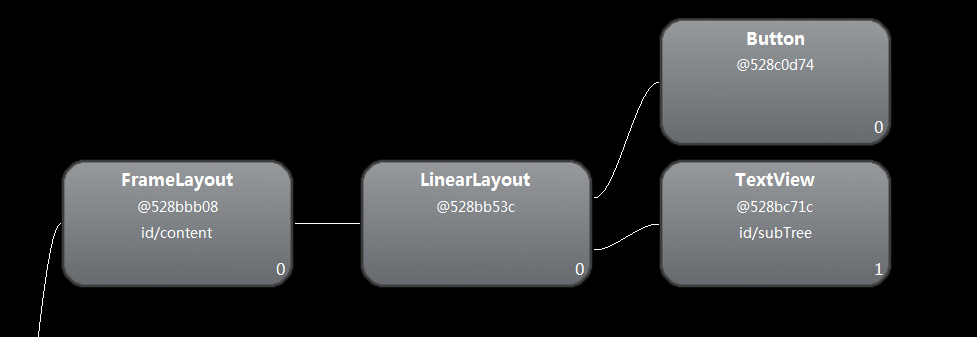 Button
@528c0d74
0
FrameLayout
@528bbb08
id/content
0
LinearLayout
@528bb53c
0
TextView
@528bc71c
id/subTree
1